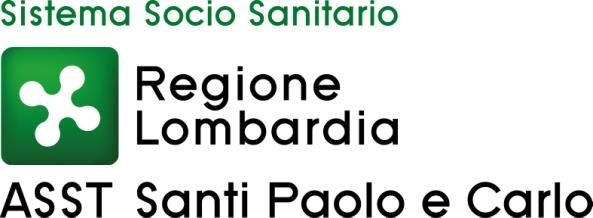 Sistema Socio Sanitario
Regione
Lombardia
ASST Santi Paolo e Carlo